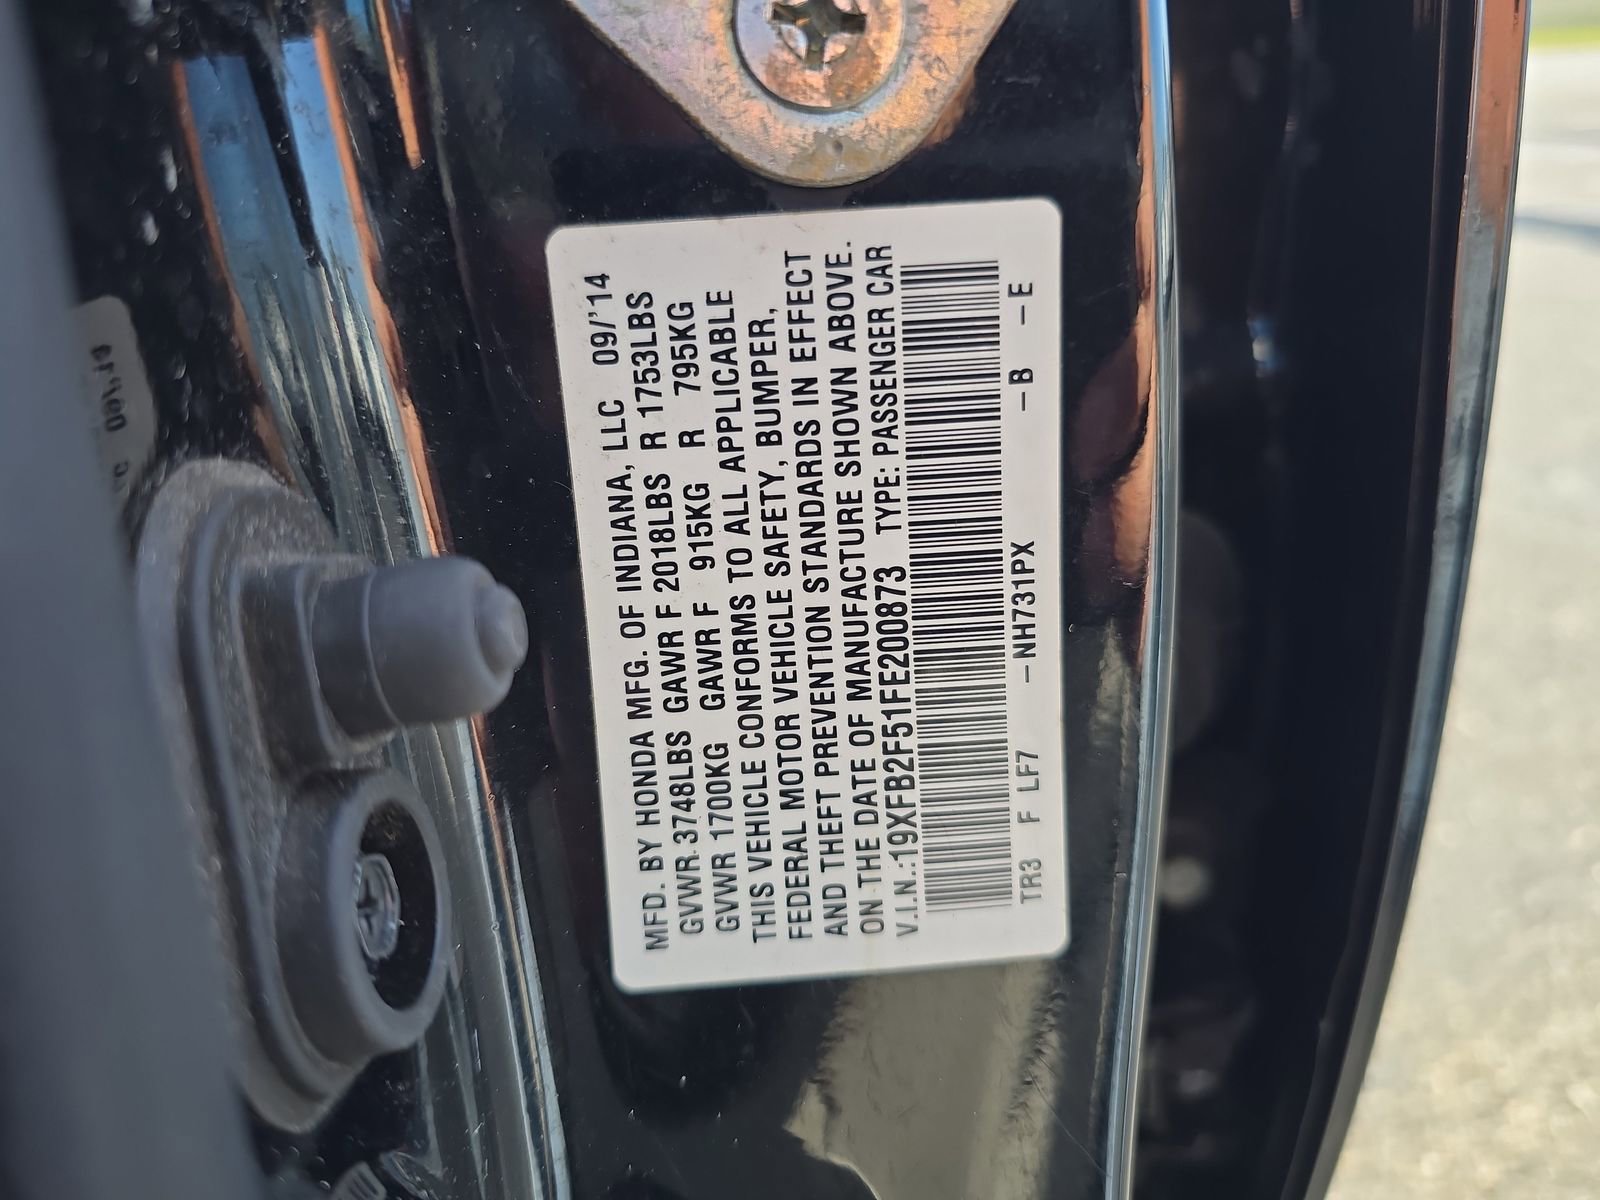 MFD. BY HONDA MFG. OF INDIANA, LLC 09/'14
GVWR 3748LBS GAWR F 2018LBS R 1753LBS
GVWR 1700KG GAWR F 915KG R 795KG
THIS VEHICLE CONFORMS TO ALL APPLICABLE
FEDERAL MOTOR VEHICLE SAFETY, BUMPER,
AND THEFT PREVENTION STANDARDS IN EFFECT
ON THE DATE OF MANUFACTURE SHOWN ABOVE.
V.I.N.:19XFB2F51FE200873 TYPE: PASSENGER CAR
TR3 F LF7 -NH731PX -B -E